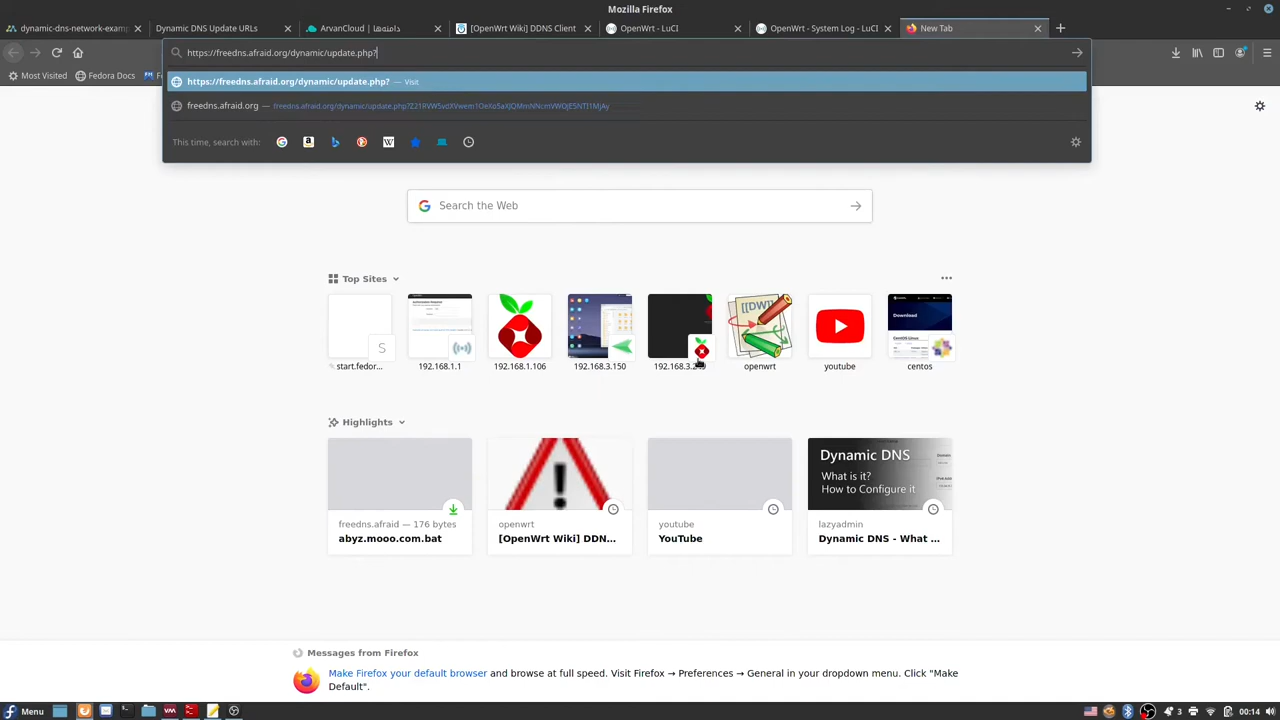 Mozilla Firefox
dynamic-dns-network-examp
Dynamic DNS Update URLs
ArvanCloud | دامنه‌ها
[OpenWrt Wiki] DDNS Client
OpenWrt - LuCI
OpenWrt - System Log - LuCI
New Tab
https://freedns.afraid.org/dynamic/update.php?
Most Visited
Fedora Docs
https://freedns.afraid.org/dynamic/update.php? — Visit
freedns.afraid.org —
This time, search with:
Search the Web
Top Sites
start.fedor...
192.168.1.1
192.168.1.106
192.168.3.150
openwrt
youtube
centos
Highlights
Dynamic DNS
What is it?
How to Configure it
freedns.afraid — 176 bytes
abyz.mooo.com.bat
openwrt
[OpenWrt Wiki] DDN...
youtube
YouTube
lazyadmin
Dynamic DNS - What ...
Messages from Firefox
Make Firefox your default browser and browse at full speed. Visit Firefox → Preferences → General in your dropdown menu. Click "Make
Default".
Menu
3
00:14